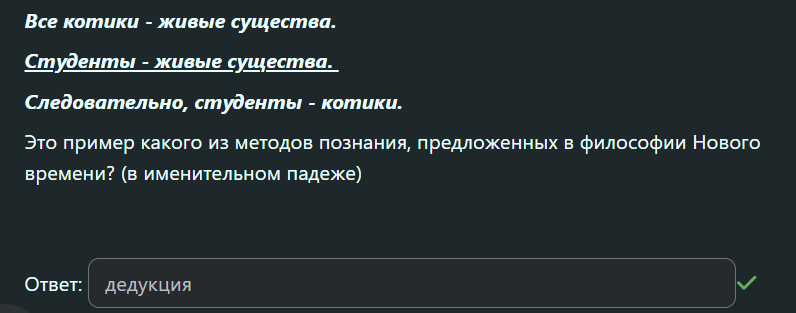 Все котики - живые существа.
Студенты - живые существа.
Следовательно, студенты - котики.
Это пример какого из методов познания, предложенных в философии Нового
времени? (в именительном падеже)
Ответ: дедукция